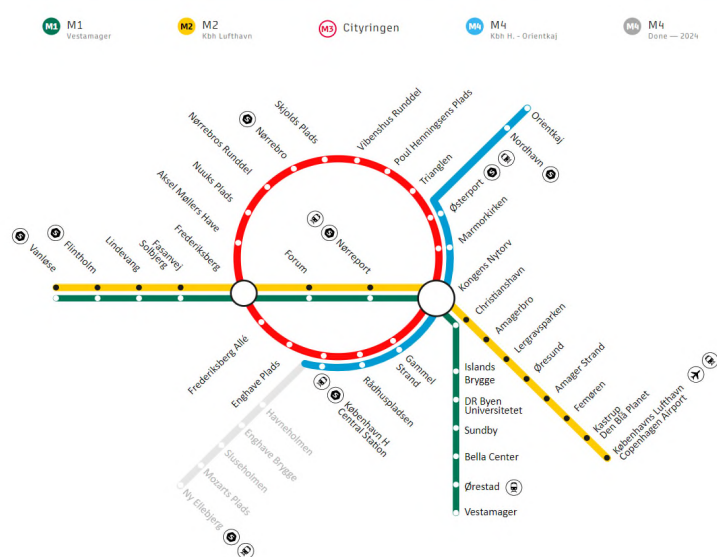 M1 M1
Vestamager
M2 M2
Kbh Lufthavn
M3 Cityringen
M4 M4
Kbh H. - Orientkaj
M4 M4
Done — 2024
Vanløse
Flintholm
Lindevang
Fasanvej
Solbjerg
Frederiksberg
Aksel Møllers Have
Nuuks Plads
Nørrebros Runddel
Nørrebro
Skjolds Plads
Vibenshus Runddel
Poul Henningsens Plads
Trianglen
Østerport
Nordhavn
Orientkaj
Marmorkirken
Kongens Nytorv
Forum
Nørreport
Christianshavn
Amagerbro
Lergravsparken
Øresund
Amager Strand
Femøren
Kastrup
Den Blå Planet
Københavns Lufthavn
Copenhagen Airport
Islands
Brygge
DR Byen
Universitetet
Sundby
Bella Center
Ørestad
Vestamager
Gammel
Strand
Rådhuspladsen
København H
Central Station
Frederiksberg Allé
Enghave Plads
Havneholmen
Enghave Brygge
Sluseholmen
Mozarts Plads
Ny Ellebjerg